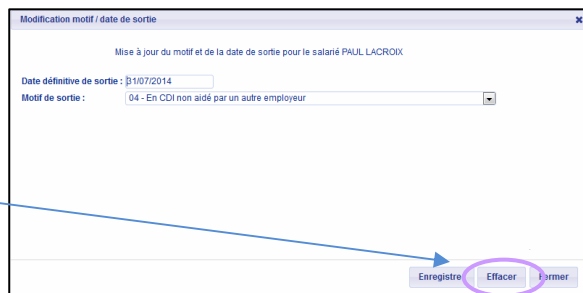 Modification motif / date de sortie
Mise à jour du motif et de la date de sortie pour le salarié PAUL LACROIX
Date définitive de sortie : 31/07/2014
Motif de sortie : 04 - En CDI non aidé par un autre employeur
Enregistrer Effacer Fermer